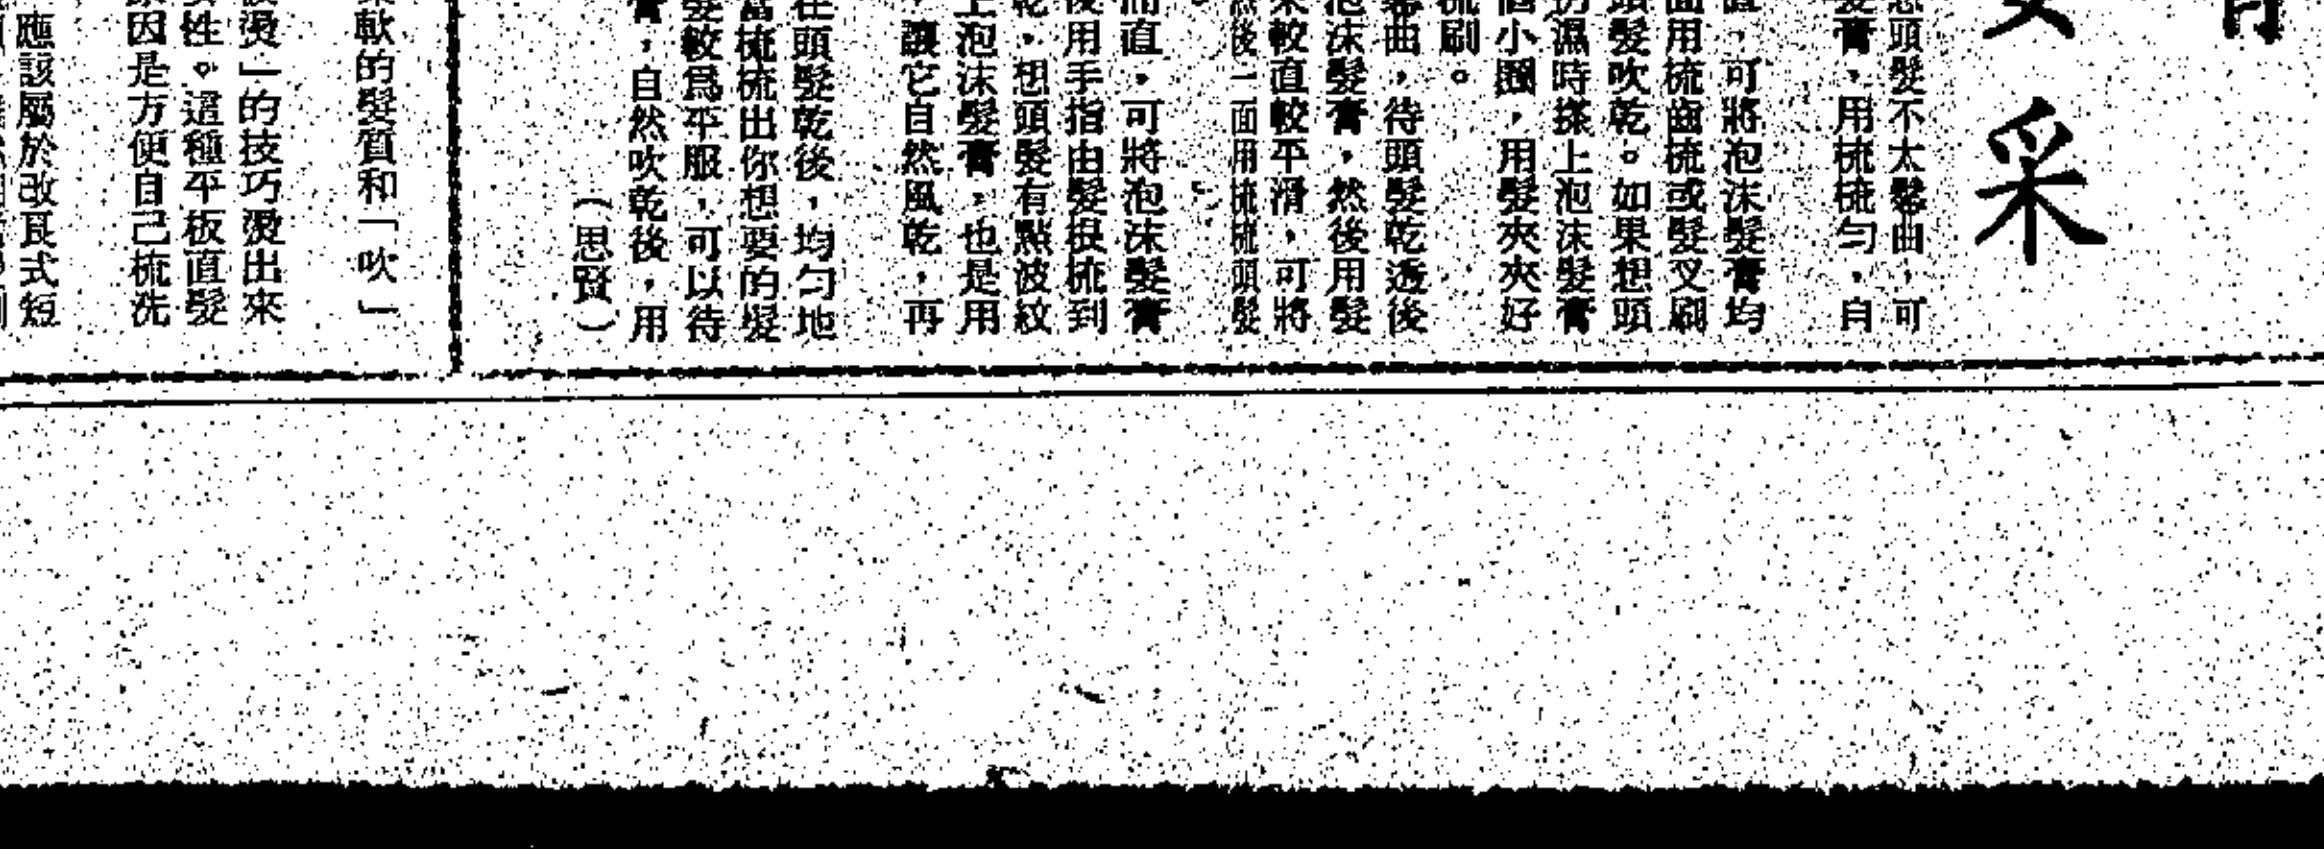 采
頭髮不太鬈曲，可
髮膏，用梳梳勻，自
直，可將泡沫髮膏均
面用梳齒梳或髮叉刷
頭髮吹乾。如果想頭
仍濕時搽上泡沫髮膏
個小圈，用髮夾夾好
梳刷。
鬈曲，待頭髮乾透後
泡沫髮膏，然後用髮
果較直較平滑，可將
然後一面用梳梳頭髮
而直，可將泡沫髮膏
後用手指由髮根梳到
乾，想頭髮有點波紋
上泡沫髮膏，也是用
，讓它自然風乾，再
在頭髮乾後，均勻地
當梳梳出你想要的髮
髮較為平服，可以待
膏，自然吹乾後，用
（思賢）
軟的髮質和「吹」
燙」的技巧燙出來
性。這種平板直髮
因是方便自己梳洗
應該屬於改良式短